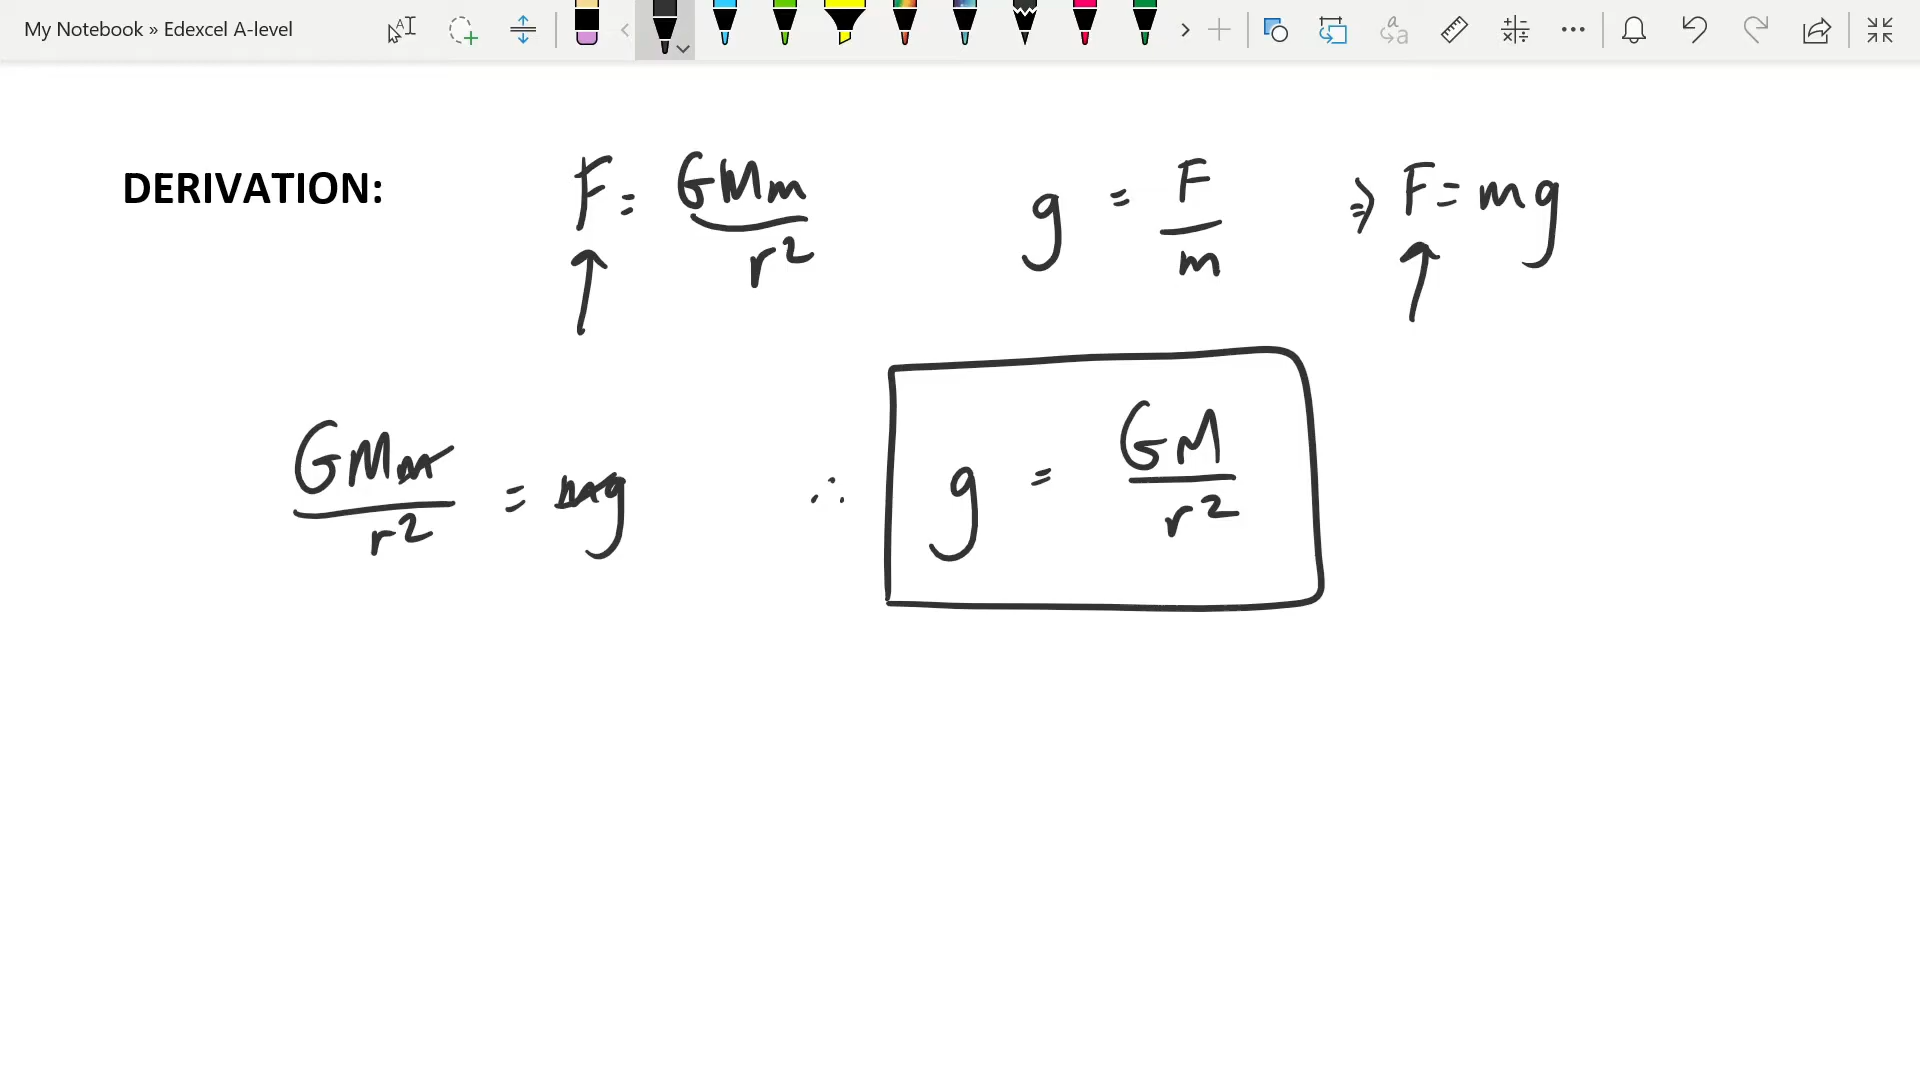 My Notebook » Edexcel A-level
DERIVATION: F = GMm/r² g = F/m ⇒ F = mg
GMm/r² = mg ∴ g = GM/r²